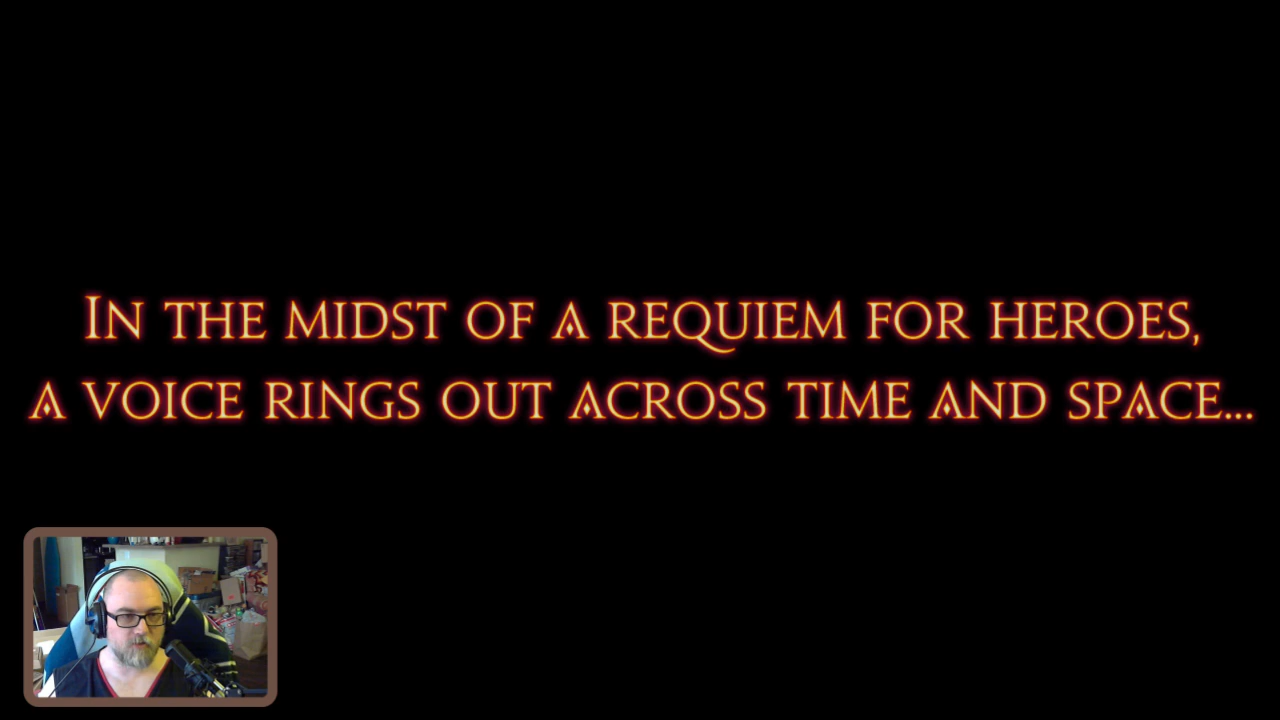 In the midst of a requiem for heroes,
a voice rings out across time and space...